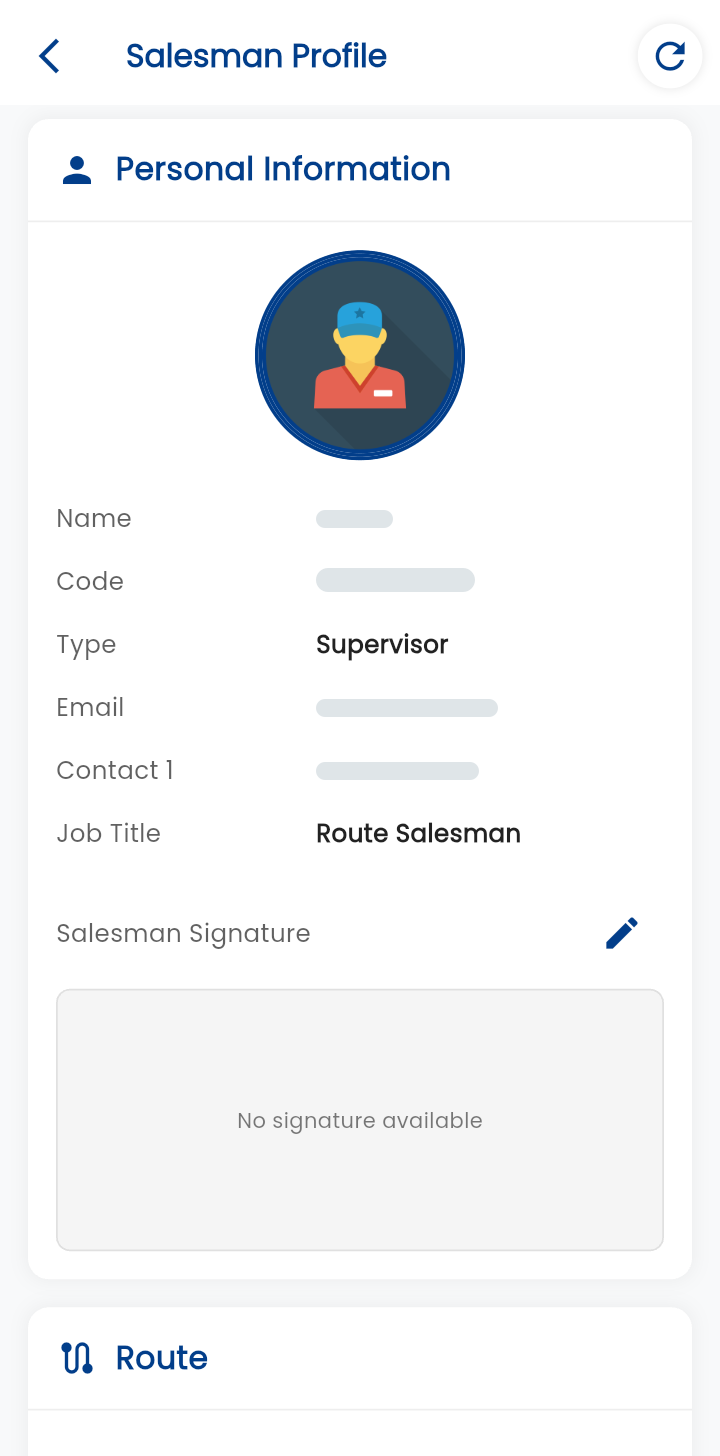 Salesman Profile
Personal Information
Name
Code
Type Supervisor
Email
Contact 1
Job Title Route Salesman
Salesman Signature
No signature available
Route